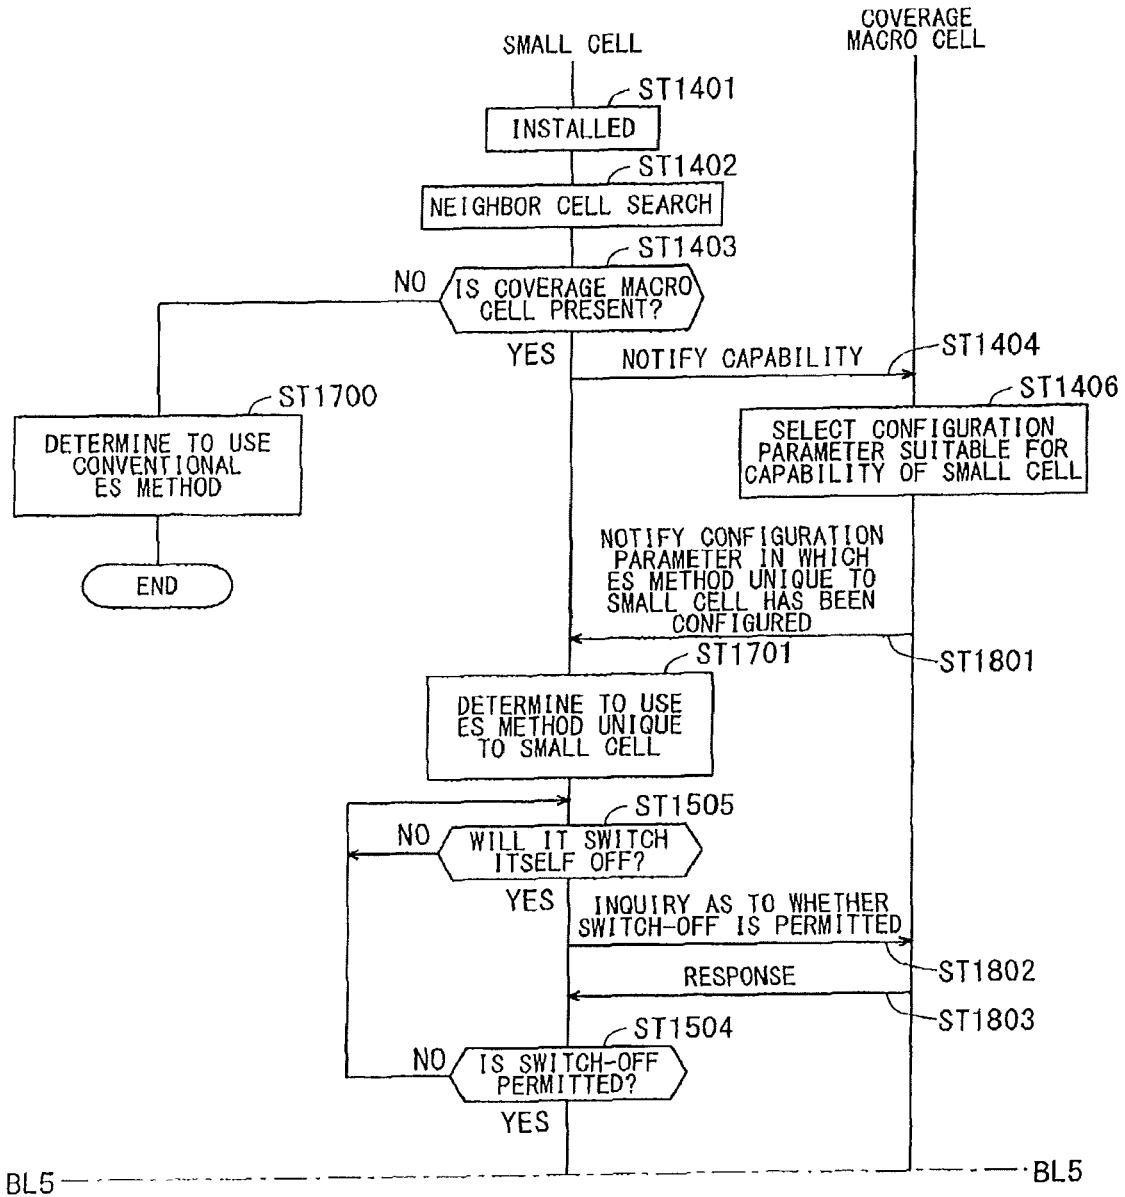 SMALL CELL
COVERAGE
MACRO CELL
ST1401
INSTALLED
ST1402
NEIGHBOR CELL SEARCH
ST1403
NO
IS COVERAGE MACRO
CELL PRESENT?
YES
NOTIFY CAPABILITY
ST1404
ST1700
DETERMINE TO USE
CONVENTIONAL
ES METHOD
END
ST1406
SELECT CONFIGURATION
PARAMETER SUITABLE FOR
CAPABILITY OF SMALL CELL
NOTIFY CONFIGURATION
PARAMETER IN WHICH
ES METHOD UNIQUE TO
SMALL CELL HAS BEEN
CONFIGURED
ST1801
ST1701
DETERMINE TO USE
ES METHOD UNIQUE
TO SMALL CELL
ST1505
NO
WILL IT SWITCH
ITSELF OFF?
YES
INQUIRY AS TO WHETHER
SWITCH-OFF IS PERMITTED
ST1802
RESPONSE
ST1803
ST1504
NO
IS SWITCH-OFF
PERMITTED?
YES
BL5
BL5